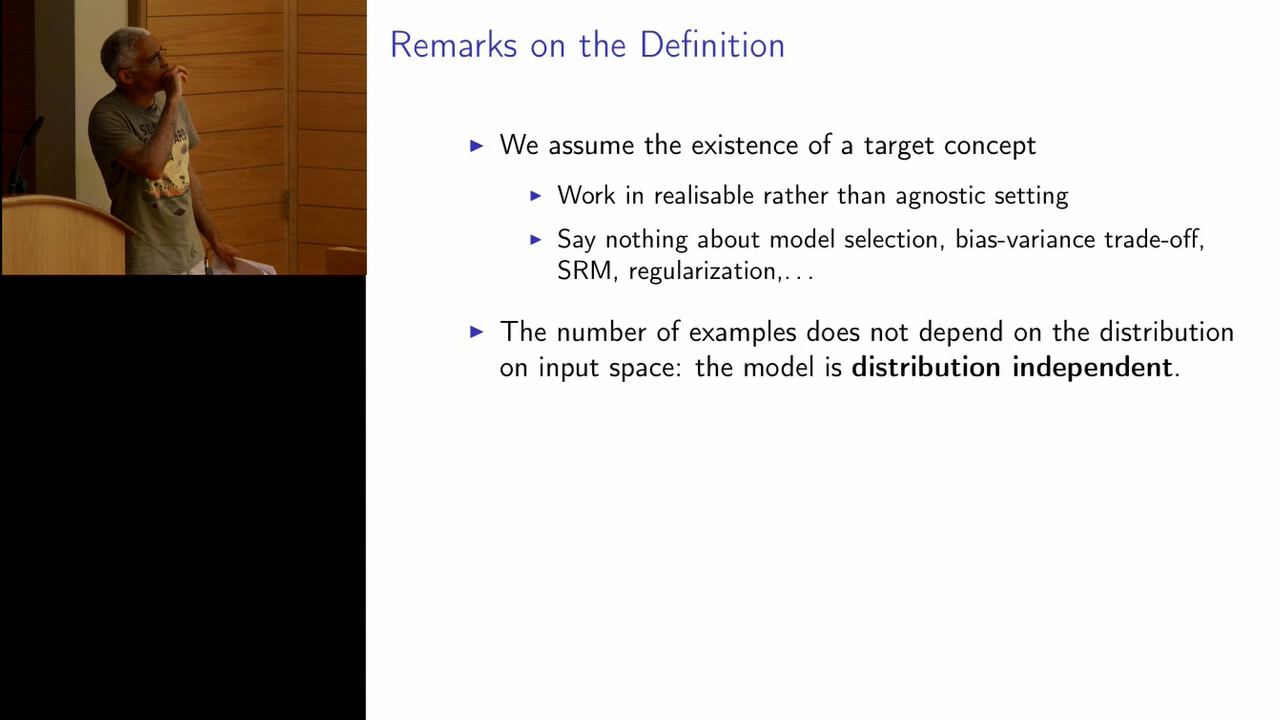 Remarks on the Definition
► We assume the existence of a target concept
► Work in realisable rather than agnostic setting
► Say nothing about model selection, bias-variance trade-off,
SRM, regularization,...
► The number of examples does not depend on the distribution
on input space: the model is distribution independent.